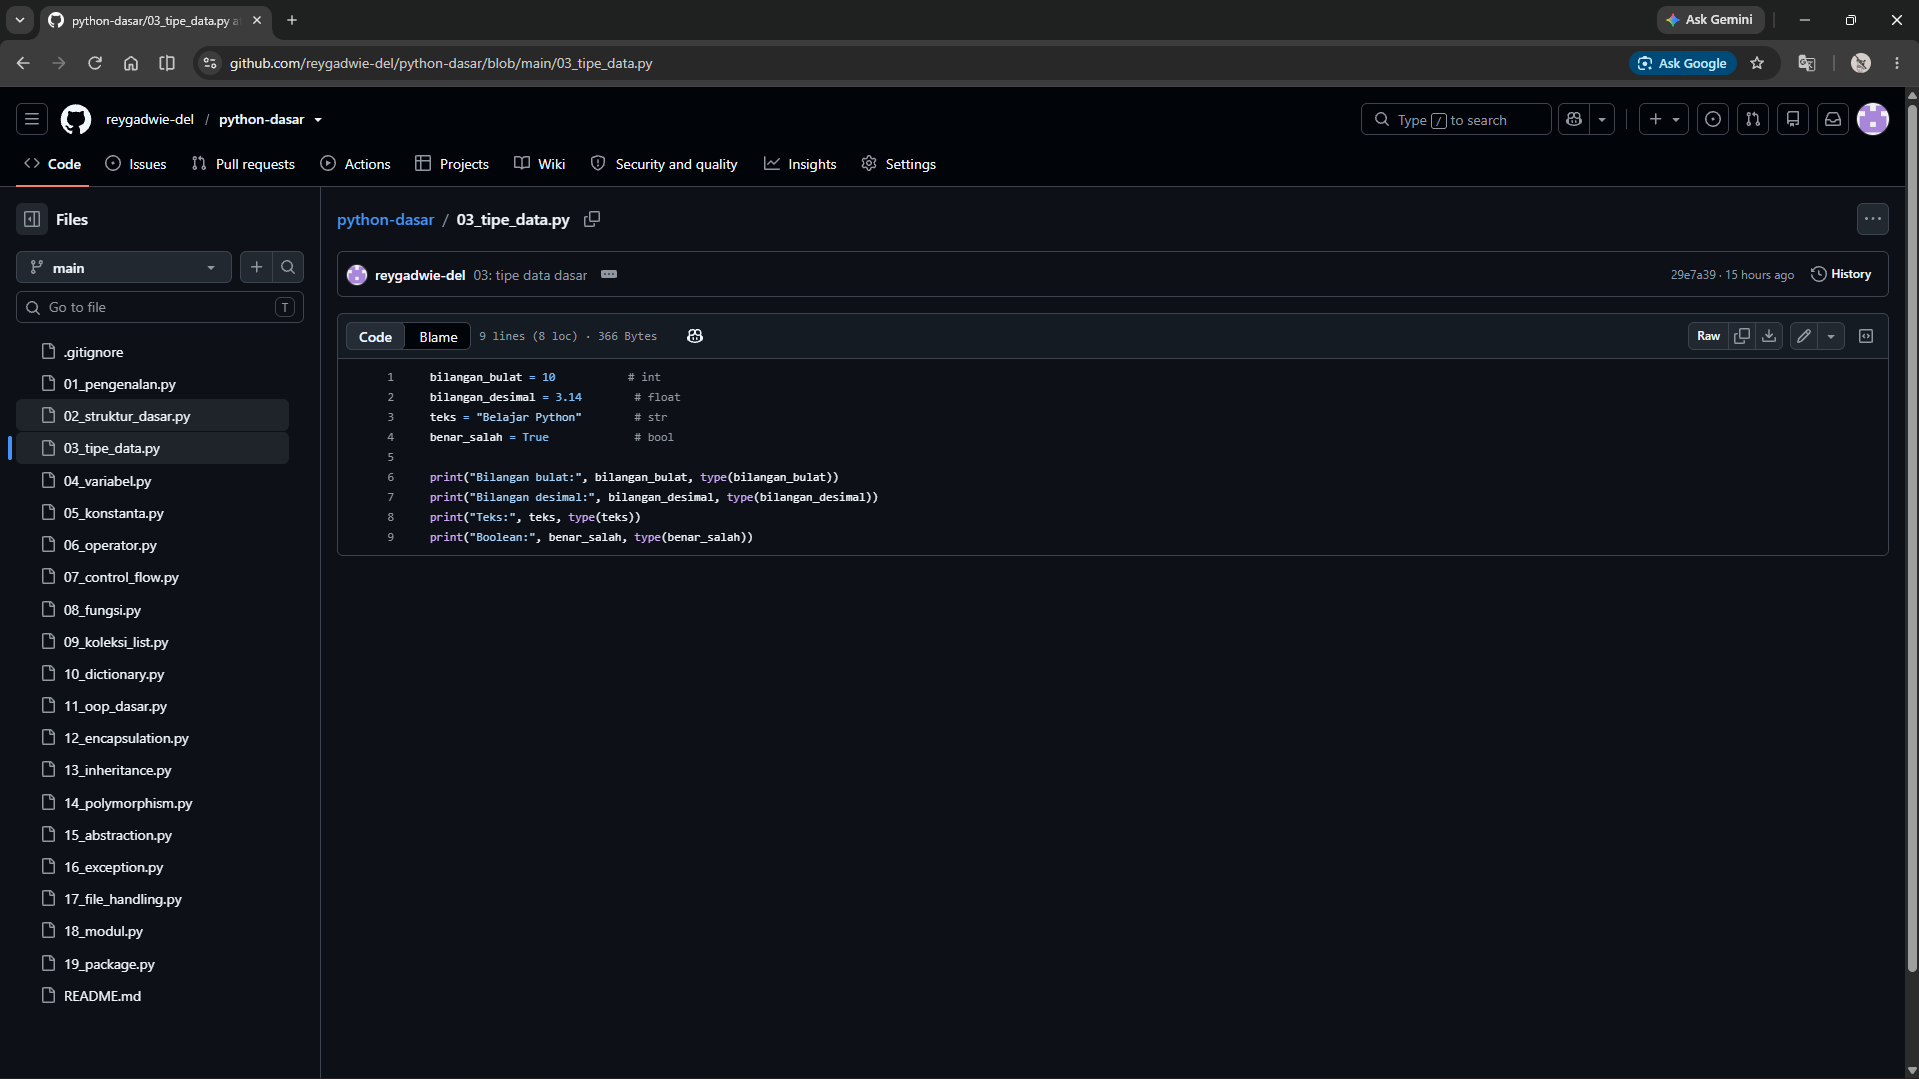 python-dasar/03_tipe_data.py a
Ask Gemini
github.com/reygadwie-del/python-dasar/blob/main/03_tipe_data.py
Ask Google
reygadwie-del / python-dasar
Type / to search
Code Issues Pull requests Actions Projects Wiki Security and quality Insights Settings
Files
main
Go to file T
.gitignore
01_pengenalan.py
02_struktur_dasar.py
03_tipe_data.py
04_variabel.py
05_konstanta.py
06_operator.py
07_control_flow.py
08_fungsi.py
09_koleksi_list.py
10_dictionary.py
11_oop_dasar.py
12_encapsulation.py
13_inheritance.py
14_polymorphism.py
15_abstraction.py
16_exception.py
17_file_handling.py
18_modul.py
19_package.py
README.md
python-dasar / 03_tipe_data.py
reygadwie-del 03: tipe data dasar
29e7a39 · 15 hours ago History
Code Blame 9 lines (8 loc) · 366 Bytes
Raw
1 bilangan_bulat = 10 # int
2 bilangan_desimal = 3.14 # float
3 teks = "Belajar Python" # str
4 benar_salah = True # bool
5
6 print("Bilangan bulat:", bilangan_bulat, type(bilangan_bulat))
7 print("Bilangan desimal:", bilangan_desimal, type(bilangan_desimal))
8 print("Teks:", teks, type(teks))
9 print("Boolean:", benar_salah, type(benar_salah))